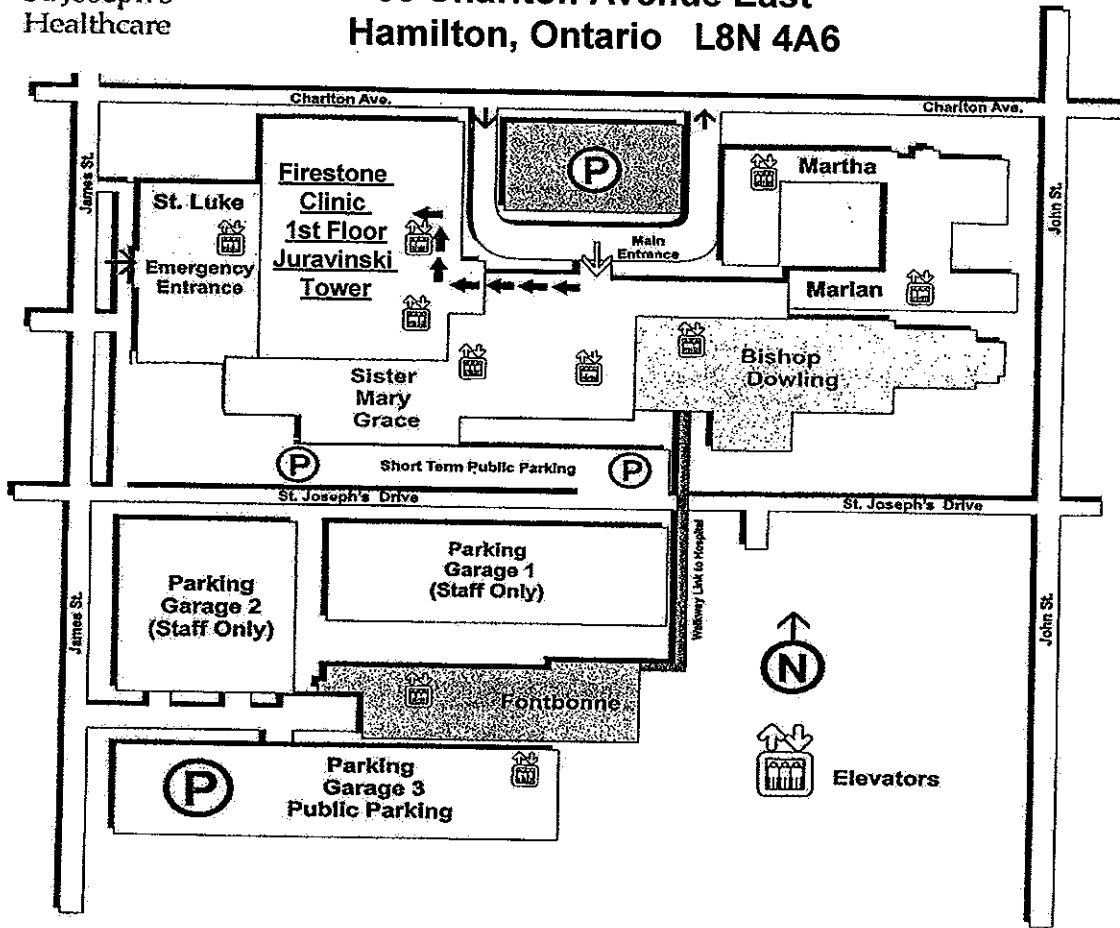 Healthcare
Hamilton, Ontario L8N 4A6
Charlton Ave.
Charlton Ave.
James St.
John St.
St. Luke
Emergency
Entrance
Firestone
Clinic
1st Floor
Juravinski
Tower
P
Main
Entrance
Martha
Marian
Bishop
Dowling
Sister
Mary
Grace
P
Short Term Public Parking
P
St. Joseph's Drive
St. Joseph's Drive
Parking
Garage 2
(Staff Only)
Parking
Garage 1
(Staff Only)
Walkway Link to Hospital
James St.
John St.
N
Fontbonne
Elevators
P
Parking
Garage 3
Public Parking